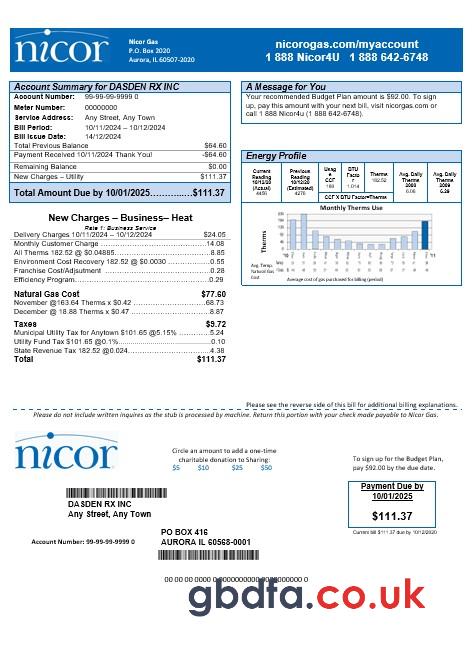 nicor
Nicor Gas
P.O. Box 2020
Aurora, IL 60507-2020
nicorogas.com/myaccount
1 888 Nicor4U 1 888 642-6748
Account Summary for DASDEN RX INC
Account Number: 99-99-99-9999 0
Meter Number: 00000000
Service Address: Any Street, Any Town
Bill Period: 10/11/2024 – 10/12/2024
Bill Issue Date: 14/12/2024
Total Previous Balance $64.60
Payment Received 10/11/2024 Thank You! -$64.60
Remaining Balance $0.00
New Charges – Utility $111.37
Total Amount Due by 10/01/2025..............$111.37
A Message for You
Your recommended Budget Plan amount is $92.00. To sign
up, pay this amount with your next bill, visit nicorgas.com or
call 1 888 Nicor4u (1 888 642-6748).
Energy Profile
Current Reading 10/12/20 (Actual) 4456
Previous Reading 10/12/20 (Estimated) 4276
Usag e CCF 180
BTU Facto r 1.014
Therms 182.52
Avg. Daily Therms 2008 6.06
Avg. Daily Therms 2009 6.29
CCF X BTU Factor=Therms
Monthly Therms Use
Therms
Avg. Temp.
Natural Gas
Cost
Average cost of gas purchased for billing (period)
New Charges – Business– Heat
Rate 1: Business Service
Delivery Charges 10/11/2024 – 10/12/2024 $24.05
Monthly Customer Charge 14.08
All Therms 182.52 @ $0.04885 8.85
Environment Cost Recovery 182.52 @ $0.0030 0.55
Franchise Cost/Adjustment 0.28
Efficiency Program 0.29
Natural Gas Cost $77.60
November @163.64 Therms x $0.42 68.73
December @ 18.88 Therms x $0.47 8.87
Taxes $9.72
Municipal Utility Tax for Anytown $101.65 @5.15% 5.24
Utility Fund Tax $101.65 @0.1% 0.10
State Revenue Tax 182.52 @0.024 4.38
Total $111.37
Please see the reverse side of this bill for additional billing explanations.
Please do not include written inquires as the stub is processed by machine. Return this portion with your check made payable to Nicor Gas.
nicor
Circle an amount to add a one-time
charitable donation to Sharing:
$5 $10 $25 $50
To sign up for the Budget Plan,
pay $92.00 by the due date.
DASDEN RX INC
Any Street, Any Town
Payment Due by
10/01/2025
$111.37
Current bill $111.37 due by 10/12/2020
Account Number: 99-99-99-9999 0
PO BOX 416
AURORA IL 60568-0001
gbdfa.co.uk